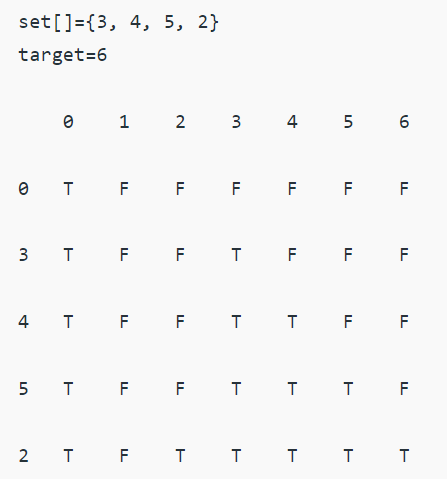 set[]={3, 4, 5, 2}
target=6
0 1 2 3 4 5 6
0 T F F F F F F
3 T F F T F F F
4 T F F T T F F
5 T F F T T T F
2 T F T T T T T